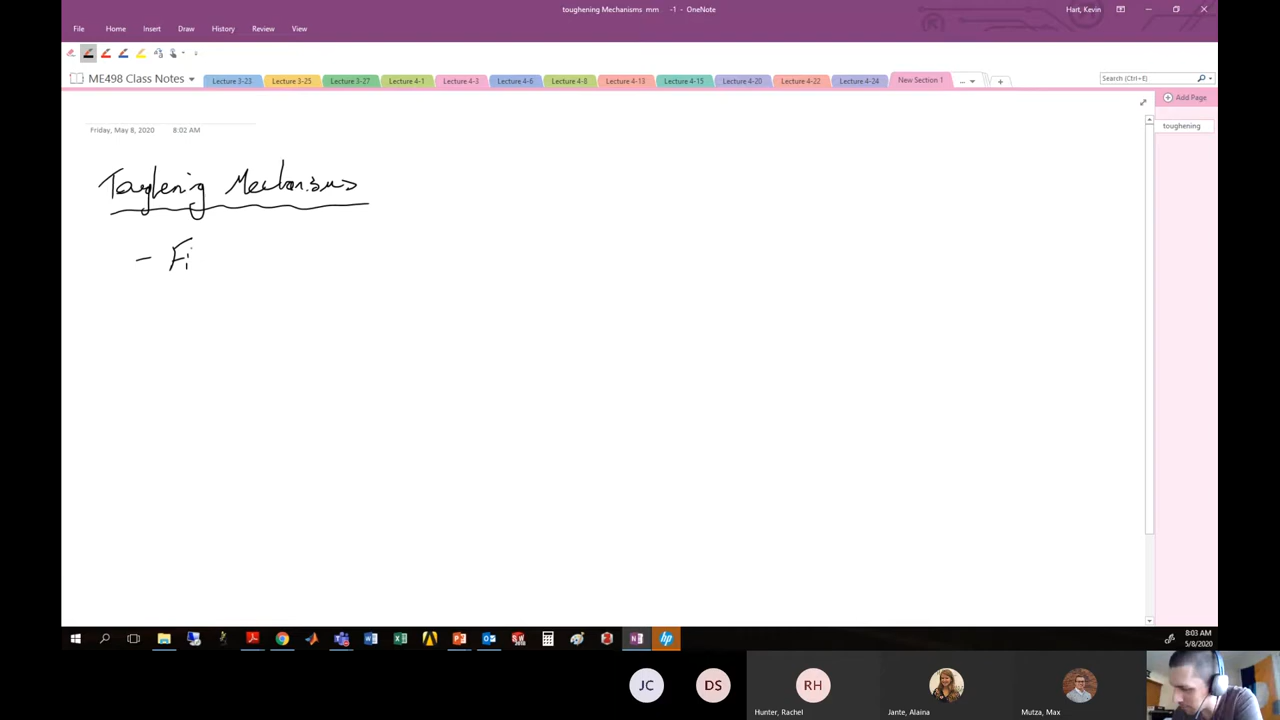 toughening Mechanisms mm -1 - OneNote
Hart, Kevin
File Home Insert Draw History Review View
ME498 Class Notes
Lecture 3-23 Lecture 3-25 Lecture 3-27 Lecture 4-1 Lecture 4-3 Lecture 4-6 Lecture 4-8 Lecture 4-13 Lecture 4-15 Lecture 4-20 Lecture 4-22 Lecture 4-24 New Section 1 ... +
Search (Ctrl+E)
Add Page
toughening
Friday, May 8, 2020 8:02 AM
Toughening Mechanisms
- Fi
8:03 AM
5/8/2020
JC DS RH
Hunter, Rachel Jante, Alaina Mutza, Max